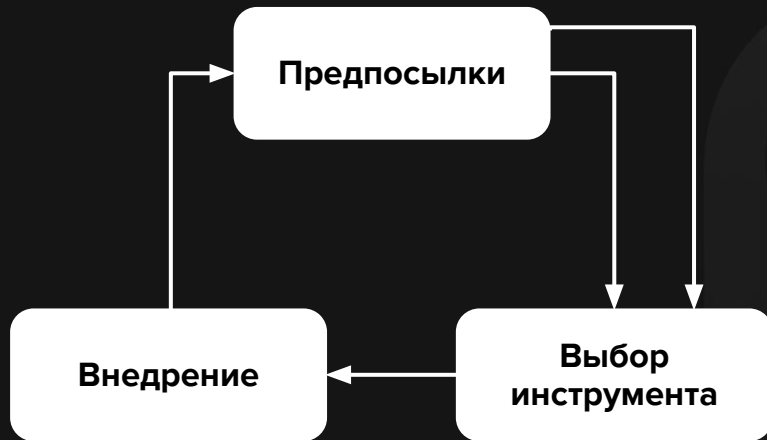 Предпосылки
Внедрение
Выбор
инструмента